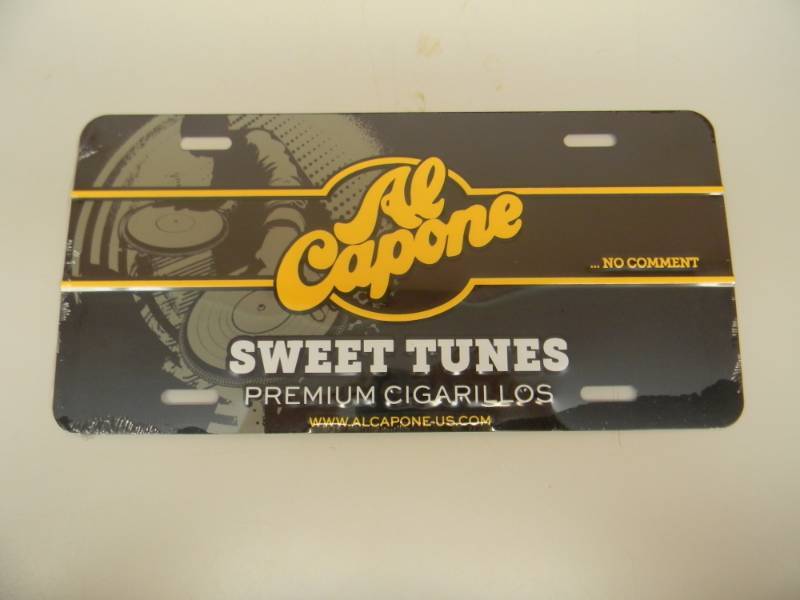 Al
Capone
... NO COMMENT
SWEET TUNES
PREMIUM CIGARILLOS
WWW.ALCAPONE-US.COM